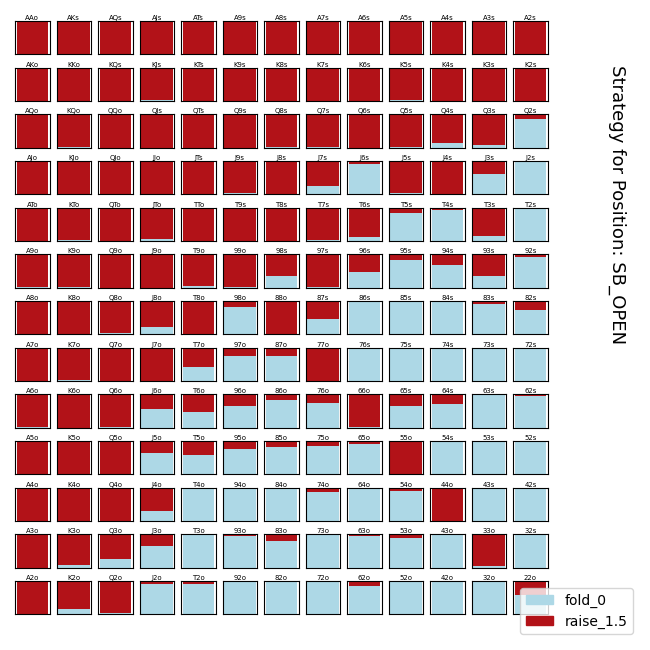 AAo AKs AQs AJs ATs A9s A8s A7s A6s A5s A4s A3s A2s
AKo KKo KQs KJs KTs K9s K8s K7s K6s K5s K4s K3s K2s
AQo KQo QQo QJs QTs Q9s Q8s Q7s Q6s Q5s Q4s Q3s Q2s
AJo KJo QJo JJo JTs J9s J8s J7s J6s J5s J4s J3s J2s
ATo KTo QTo JTo TTo T9s T8s T7s T6s T5s T4s T3s T2s
A9o K9o Q9o J9o T9o 99o 98s 97s 96s 95s 94s 93s 92s
A8o K8o Q8o J8o T8o 98o 88o 87s 86s 85s 84s 83s 82s
A7o K7o Q7o J7o T7o 97o 87o 77o 76s 75s 74s 73s 72s
A6o K6o Q6o J6o T6o 96o 86o 76o 66o 65s 64s 63s 62s
A5o K5o Q5o J5o T5o 95o 85o 75o 65o 55o 54s 53s 52s
A4o K4o Q4o J4o T4o 94o 84o 74o 64o 54o 44o 43s 42s
A3o K3o Q3o J3o T3o 93o 83o 73o 63o 53o 43o 33o 32s
A2o K2o Q2o J2o T2o 92o 82o 72o 62o 52o 42o 32o 22o
Strategy for Position: SB_OPEN
fold_0
raise_1.5